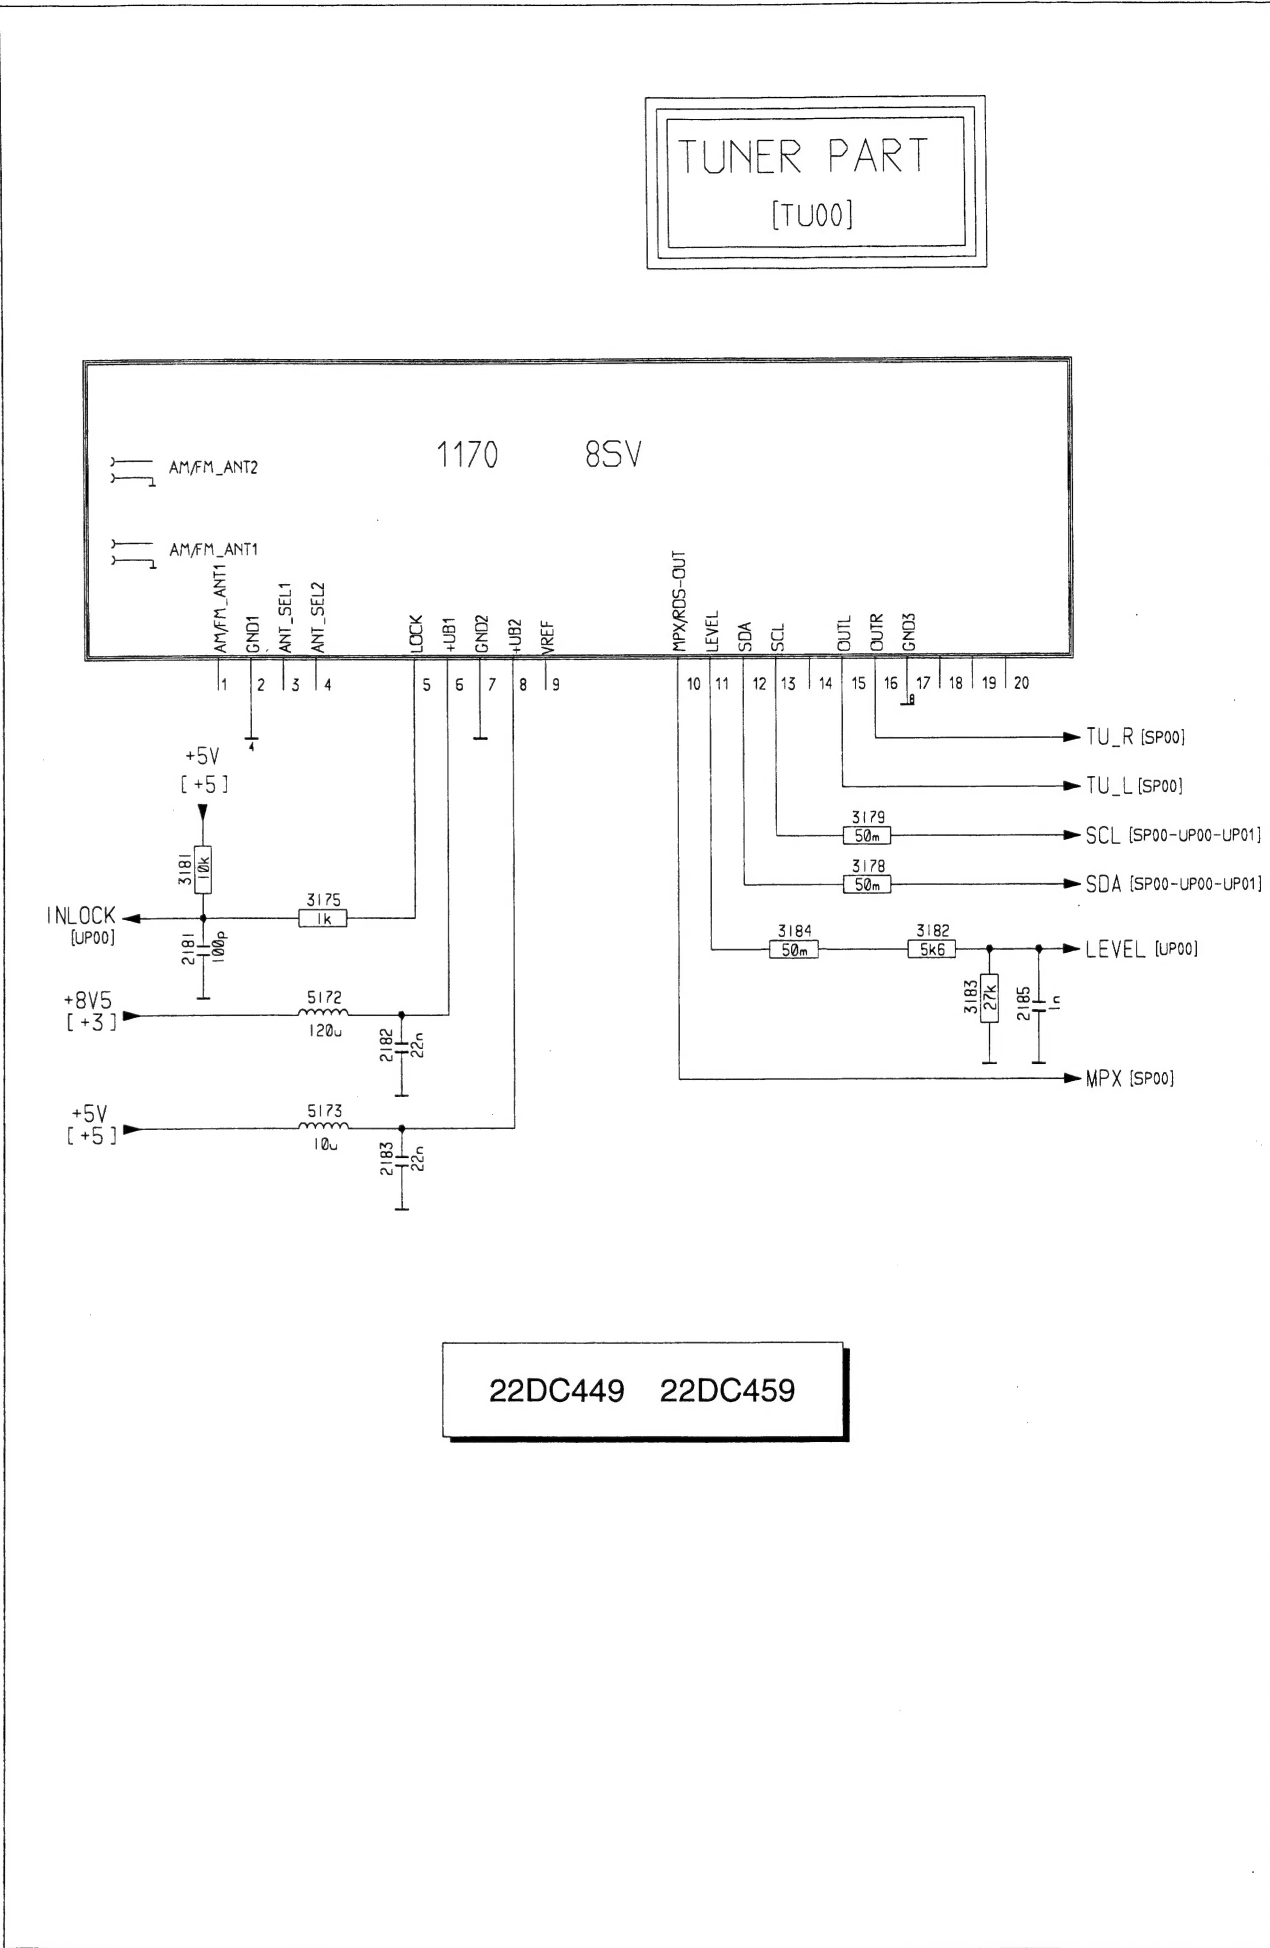 TUNER PART
[TU00]
1170 8SV
AM/FM_ANT2
AM/FM_ANT1
AM/FM_ANT1
GND1
ANT_SEL1
ANT_SEL2
LOCK
+UB1
GND2
+UB2
VREF
MPX/RDS-OUT
LEVEL
SDA
SCL
OUTL
OUTR
GND3
1 2 3 4 5 6 7 8 9 10 11 12 13 14 15 16 17 18 19 20
4
8
TU_R [SP00]
+5V
[+5]
TU_L [SP00]
3179
50m
SCL [SP00-UP00-UP01]
3181
10k
3178
50m
SDA [SP00-UP00-UP01]
INLOCK
[UP00]
3175
1k
2181
100p
3184
50m
3182
5k6
LEVEL [UP00]
3183
27k
2185
1n
+8V5
[+3]
5172
120u
2182
22n
MPX [SP00]
+5V
[+5]
5173
10u
2183
22n
22DC449 22DC459